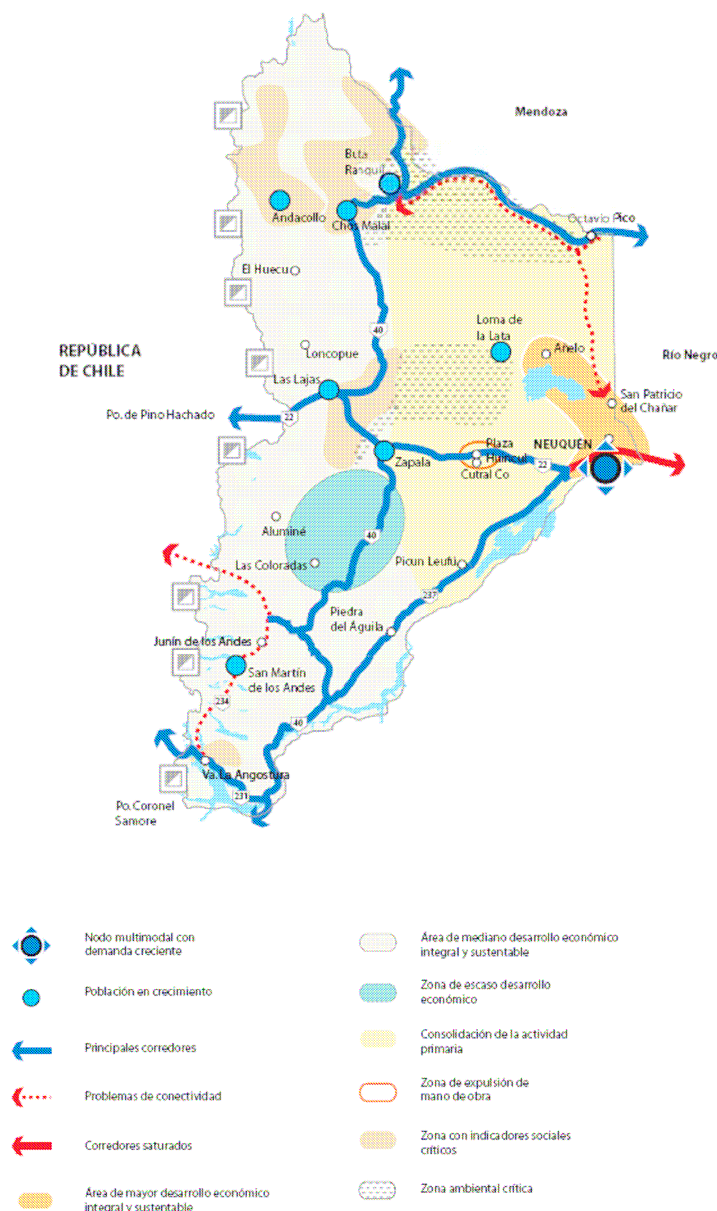 Mendoza
Buta
Ranquil
Andacollo
Chos Malal
Octavio Pico
El Huecu
40
Loma de
la Lata
Añelo
REPÚBLICA
DE CHILE
Río Negro
Loncopue
Las Lajas
San Patricio
del Chañar
Po. de Pino Hachado
22
NEUQUEN
Plaza
Huincul
Zapala
22
Cutral Co
Aluminé
40
Las Coloradas
Picun Leufú
237
Piedra
del Aguila
Junín de los Andes
San Martín
de los Andes
234
40
Va. La Angostura
231
Po. Coronel
Samore
Nodo multimodal con
demanda creciente
Población en crecimiento
Principales corredores
Problemas de conectividad
Corredores saturados
Área de mayor desarrollo económico
integral y sustentable
Área de mediano desarrollo económico
integral y sustentable
Zona de escaso desarrollo
económico
Consolidación de la actividad
primaria
Zona de expulsión de
mano de obra
Zona con indicadores sociales
críticos
Zona ambiental crítica